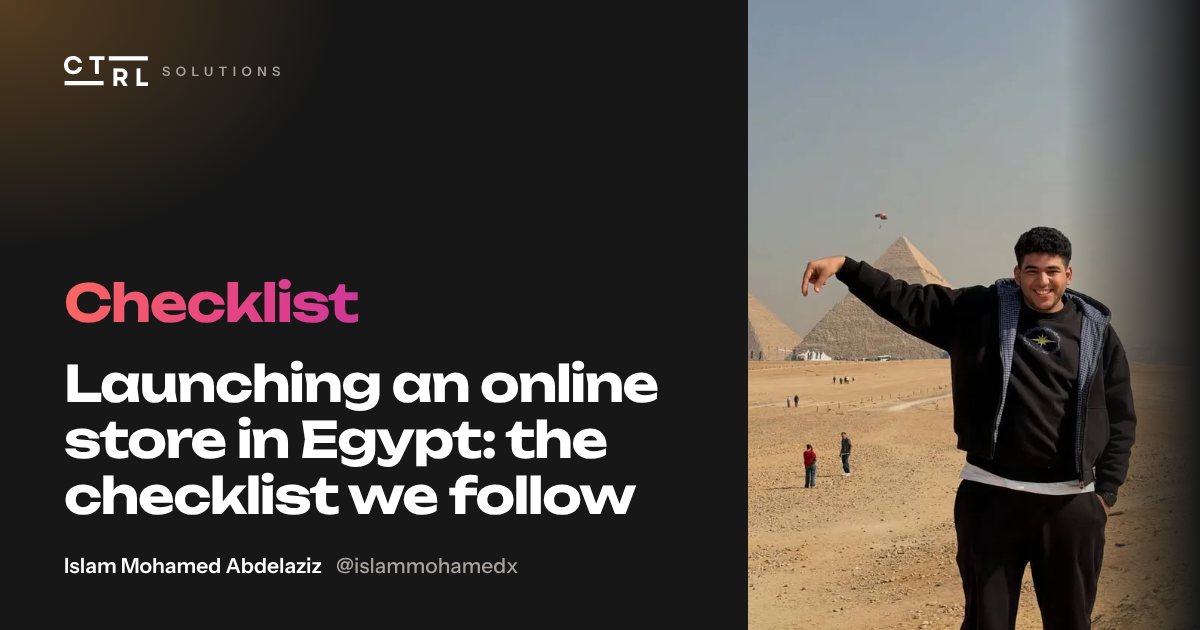 CTRL SOLUTIONS
Checklist
Launching an online
store in Egypt: the
checklist we follow
Islam Mohamed Abdelaziz @islammohamedx